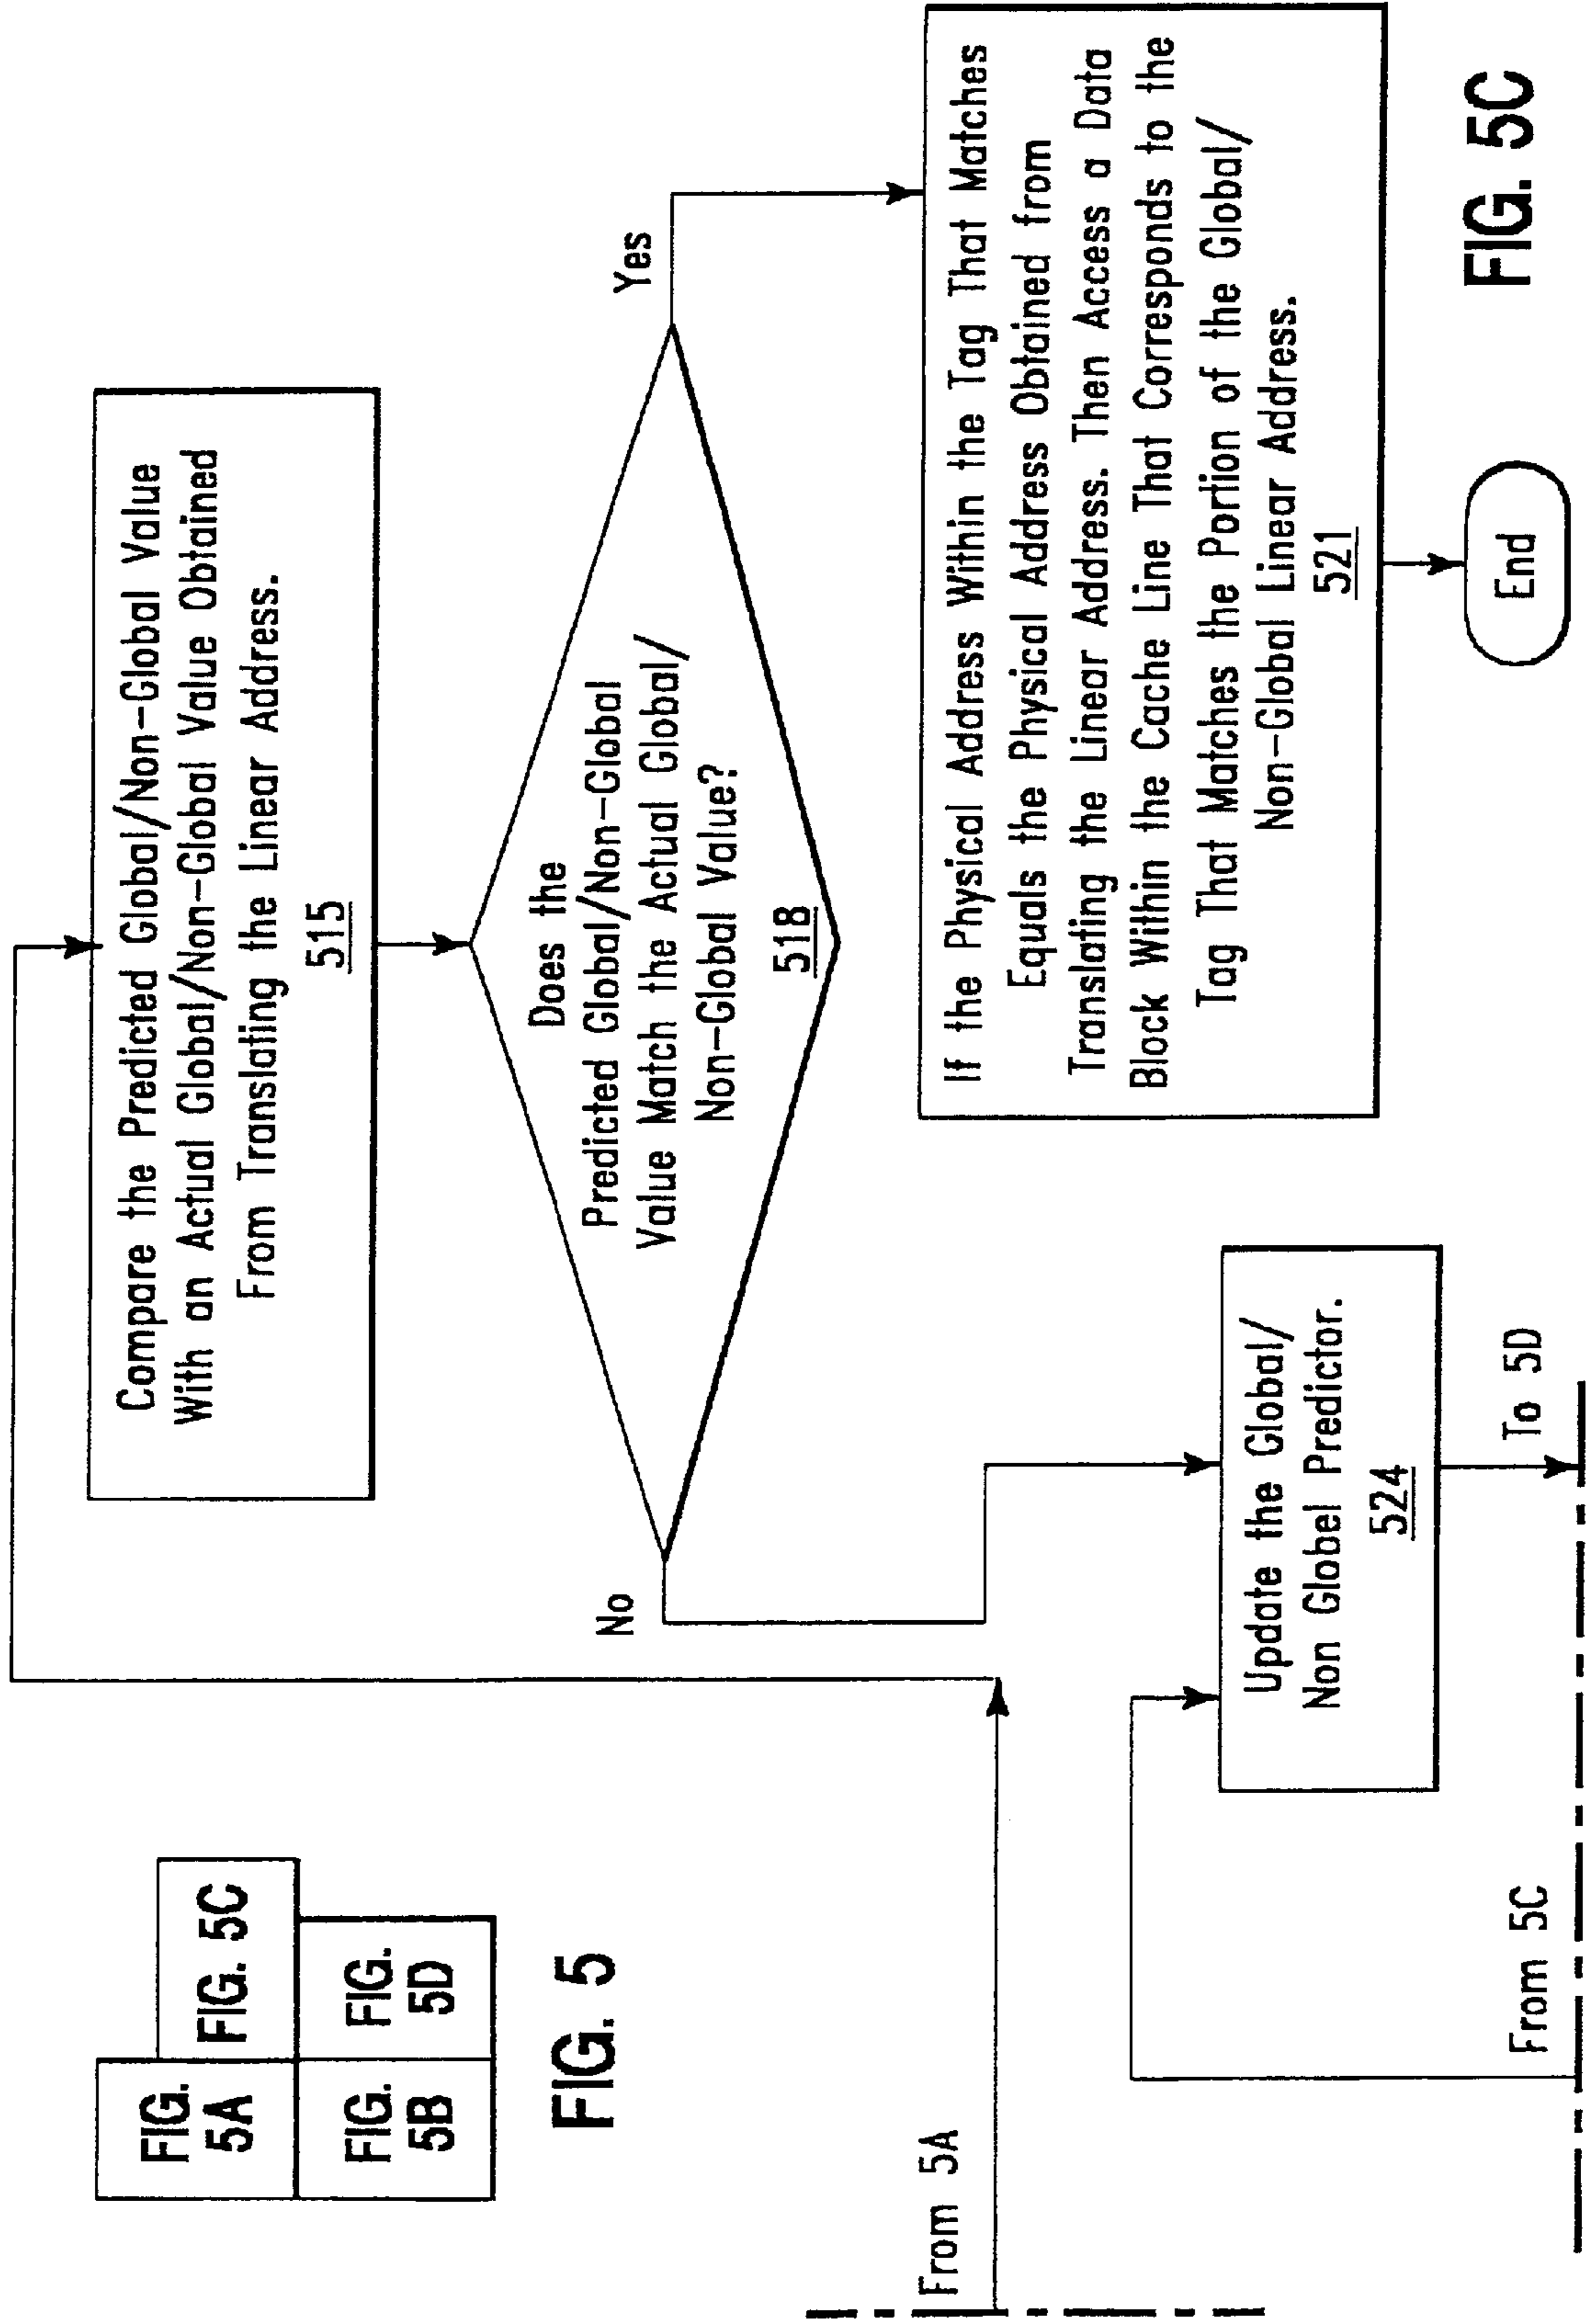 FIG.
5A
FIG. 5C
FIG.
5B
FIG.
5D
FIG. 5
From 5A
Compare the Predicted Global/Non-Global Value
With an Actual Global/Non-Global Value Obtained
From Translating the Linear Address.
515
Does the
Predicted Global/Non-Global
Value Match the Actual Global/
Non-Global Value?
518
No
Yes
If the Physical Address Within the Tag That Matches
Equals the Physical Address Obtained from
Translating the Linear Address. Then Access a Data
Block Within the Cache Line That Corresponds to the
Tag That Matches the Portion of the Global/
Non-Global Linear Address.
521
End
Update the Global/
Non Globel Predictor.
524
From 5C
To 5D
FIG. 5C